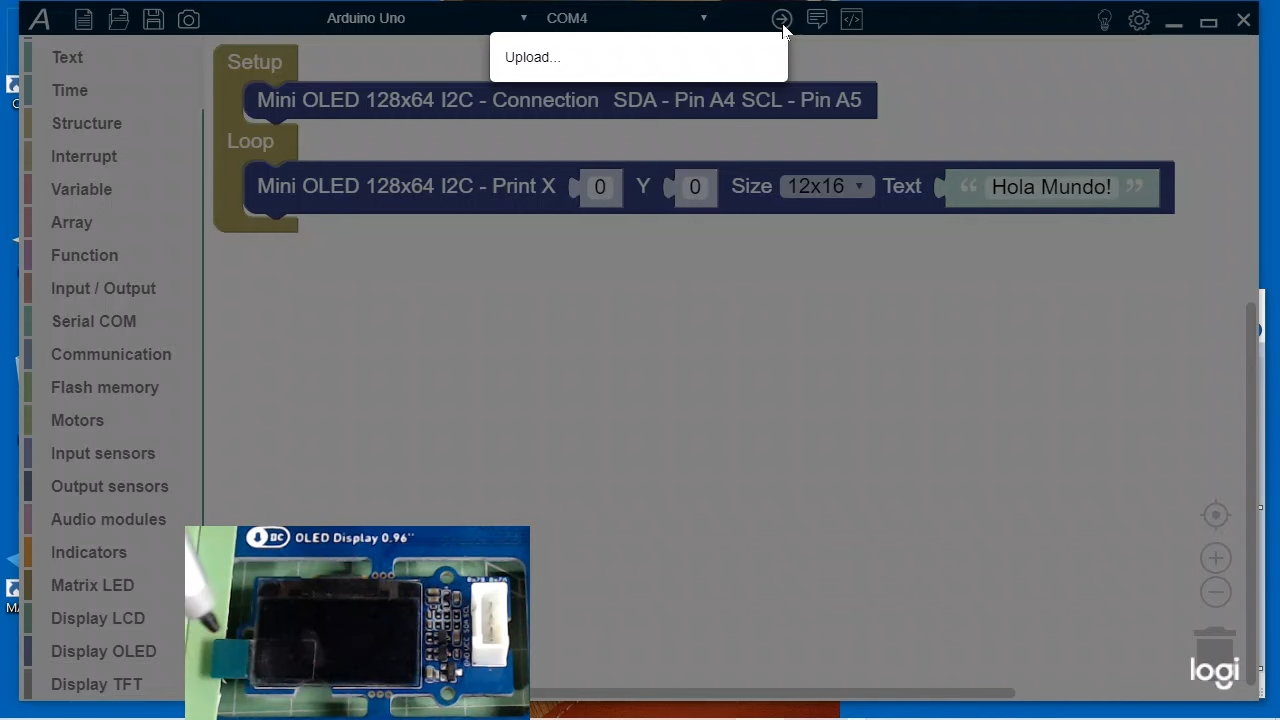 Arduino Uno
COM4
Upload...
Text
Time
Structure
Interrupt
Variable
Array
Function
Input / Output
Serial COM
Communication
Flash memory
Motors
Input sensors
Output sensors
Audio modules
Indicators
Matrix LED
Display LCD
Display OLED
Display TFT
Setup
Mini OLED 128x64 I2C - Connection SDA - Pin A4 SCL - Pin A5
Loop
Mini OLED 128x64 I2C - Print X 0 Y 0 Size 12x16 Text “ Hola Mundo! ”
I2C OLED Display 0.96"
logi